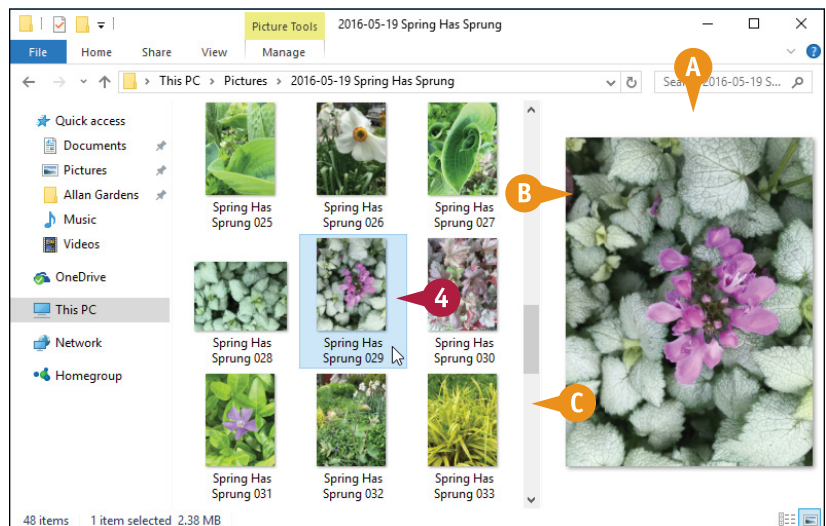 Picture Tools 2016-05-19 Spring Has Sprung
File Home Share View Manage
This PC > Pictures > 2016-05-19 Spring Has Sprung
2016-05-19 S...
A
Quick access
Documents
Pictures
Allan Gardens
Music
Videos
OneDrive
This PC
Network
Homegroup
Spring Has Sprung 025
Spring Has Sprung 026
Spring Has Sprung 027
B
Spring Has Sprung 028
Spring Has Sprung 029
4
Spring Has Sprung 030
C
Spring Has Sprung 031
Spring Has Sprung 032
Spring Has Sprung 033
48 items 1 item selected 2.38 MB